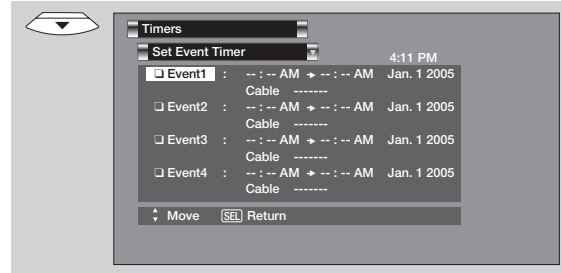 Timers
Set Event Timer
4:11 PM
❏ Event1 : -- : -- AM ➔ -- : -- AM Jan. 1 2005
Cable -------
❏ Event2 : -- : -- AM ➔ -- : -- AM Jan. 1 2005
Cable -------
❏ Event3 : -- : -- AM ➔ -- : -- AM Jan. 1 2005
Cable -------
❏ Event4 : -- : -- AM ➔ -- : -- AM Jan. 1 2005
Cable -------
Move SEL Return